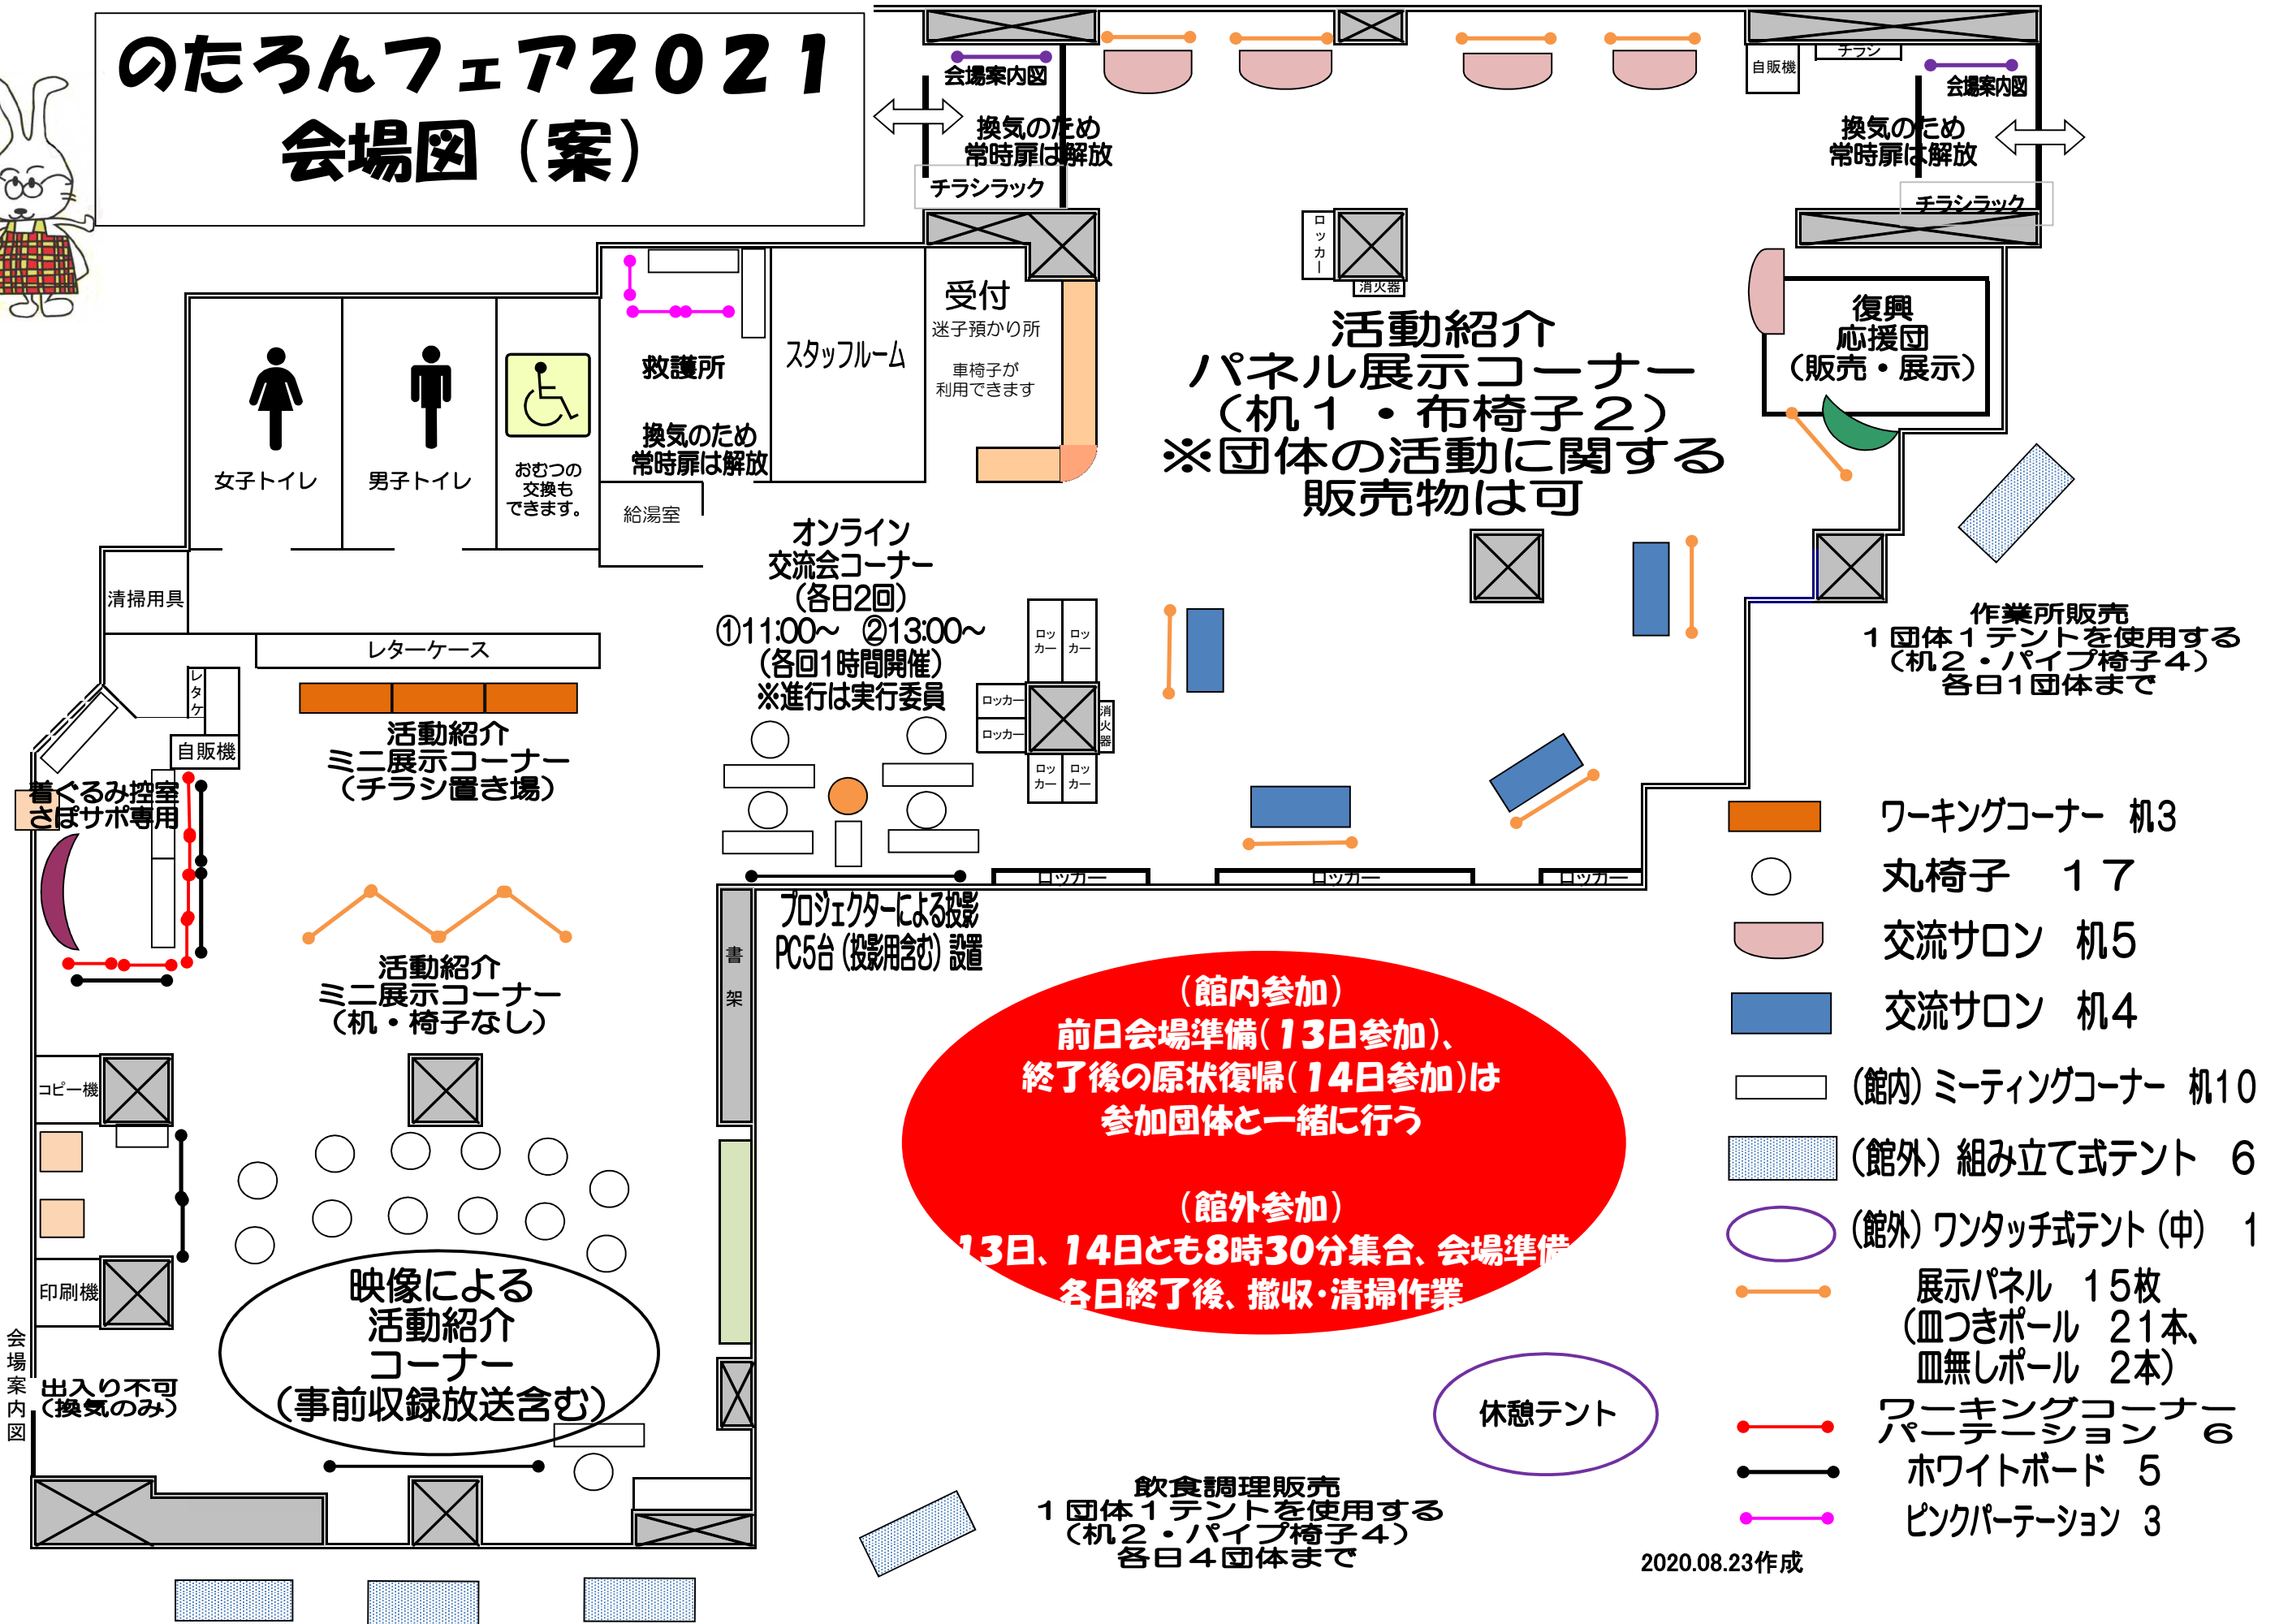 のたろんフェア２０２１
会場図（案）
会場案内図
換気のため
常時扉は解放
チラシラック
自販機
チラシ
会場案内図
換気のため
常時扉は解放
チラシラック
ロッカー
消火器
受付
迷子預かり所
車椅子が
利用できます
スタッフルーム
救護所
換気のため
常時扉は解放
給湯室
女子トイレ
男子トイレ
おむつの
交換も
できます。
清掃用具
レターケース
レタケ
自販機
活動紹介
パネル展示コーナー
（机１・布椅子２）
※団体の活動に関する
販売物は可
復興
応援団
（販売・展示）
作業所販売
１団体１テントを使用する
（机２・パイプ椅子４）
各日１団体まで
オンライン
交流会コーナー
（各日2回）
①11:00～　②13:00～
（各回1時間開催）
※進行は実行委員
ロッカー
ロッカー
ロッカー
ロッカー
消火器
ロッカー
ロッカー
ロッカー
ロッカー
ロッカー
プロジェクターによる投影
PC5台（投影用含む）設置
活動紹介
ミニ展示コーナー
（チラシ置き場）
着ぐるみ控室
さぽサポ専用
活動紹介
ミニ展示コーナー
（机・椅子なし）
書架
コピー機
印刷機
会場案内図
出入り不可
（換気のみ）
映像による
活動紹介
コーナー
（事前収録放送含む）
（館内参加）
前日会場準備（13日参加）、
終了後の原状復帰（14日参加）は
参加団体と一緒に行う
（館外参加）
13日、14日とも8時30分集合、会場準備
各日終了後、撤収・清掃作業
休憩テント
飲食調理販売
１団体１テントを使用する
（机２・パイプ椅子４）
各日４団体まで
ワーキングコーナー　机3
丸椅子　１７
交流サロン　机5
交流サロン　机4
（館内）ミーティングコーナー　机10
（館外）組み立て式テント　6
（館外）ワンタッチ式テント（中）　1
展示パネル　１５枚
（皿つきポール　２１本、
皿無しポール　２本）
ワーキングコーナー
パーテーション　６
ホワイトボード　5
ピンクパーテーション　3
2020.08.23作成